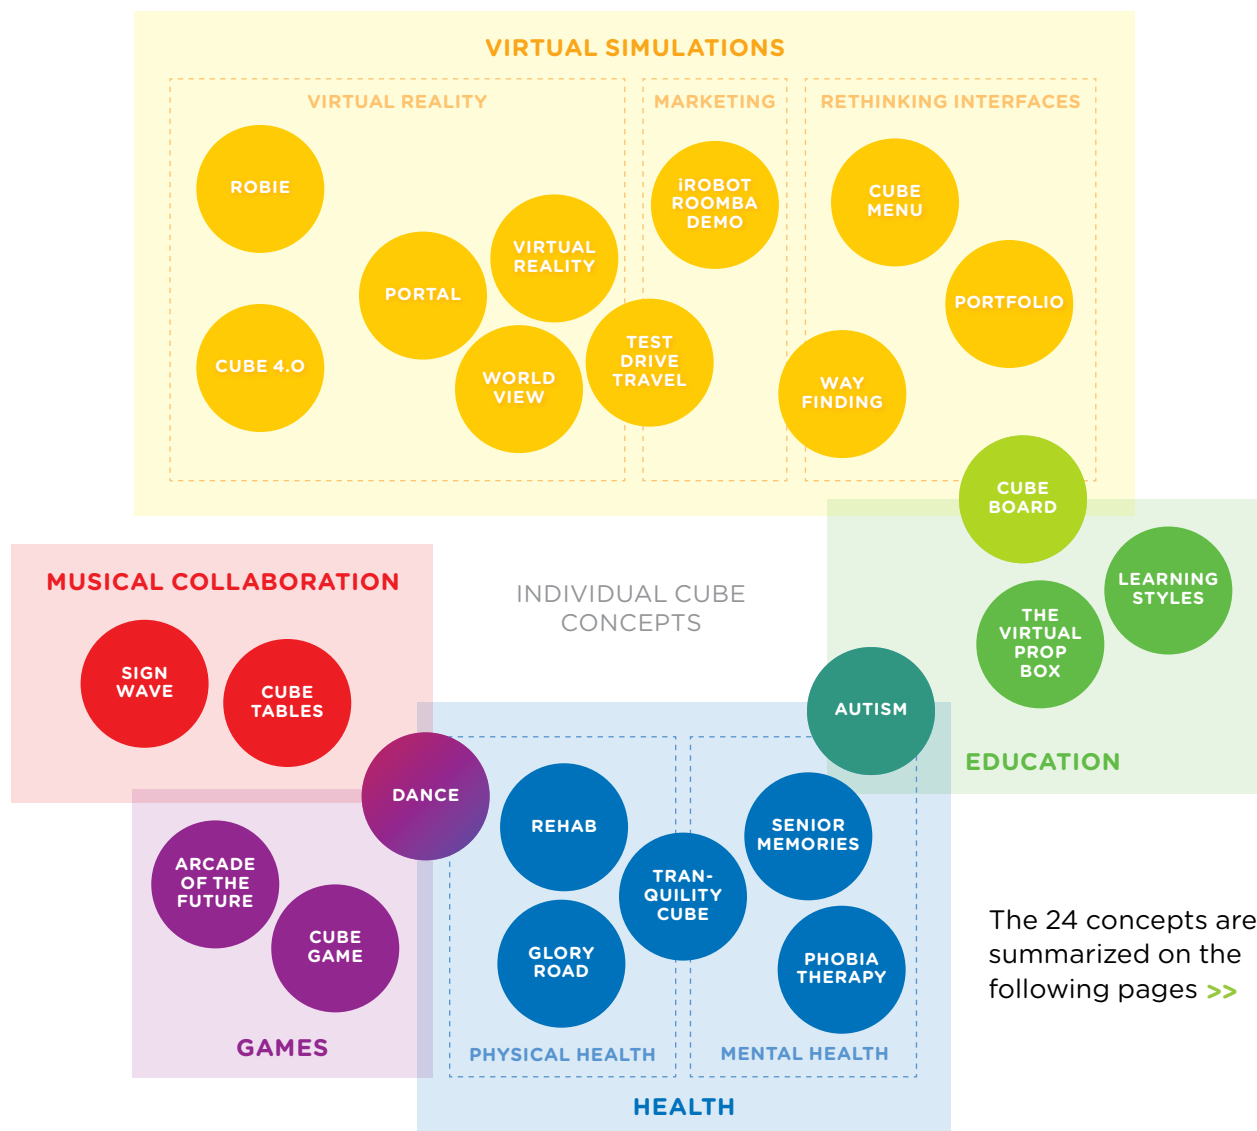 VIRTUAL SIMULATIONS
VIRTUAL REALITY
MARKETING
RETHINKING INTERFACES
ROBIE
CUBE 4.0
PORTAL
VIRTUAL
REALITY
WORLD
VIEW
TEST
DRIVE
TRAVEL
iROBOT
ROOMBA
DEMO
CUBE
MENU
PORTFOLIO
WAY
FINDING
CUBE
BOARD
LEARNING
STYLES
THE
VIRTUAL
PROP
BOX
AUTISM
EDUCATION
INDIVIDUAL CUBE
CONCEPTS
MUSICAL COLLABORATION
SIGN
WAVE
CUBE
TABLES
DANCE
ARCADE
OF THE
FUTURE
CUBE
GAME
GAMES
REHAB
GLORY
ROAD
TRAN-
QUILITY
CUBE
SENIOR
MEMORIES
PHOBIA
THERAPY
PHYSICAL HEALTH
MENTAL HEALTH
HEALTH
The 24 concepts are
summarized on the
following pages >>